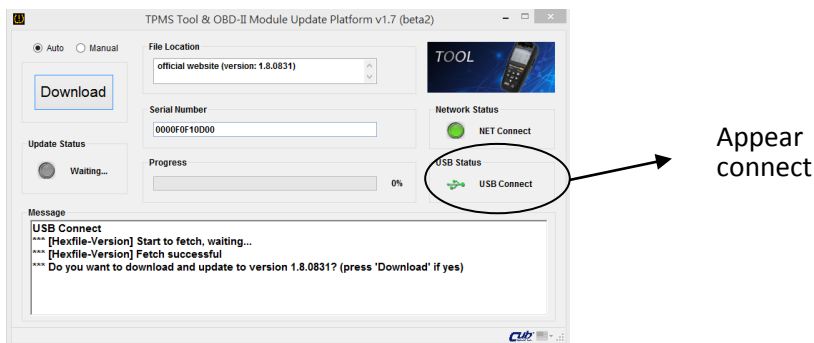 TPMS Tool & OBD-II Module Update Platform v1.7 (beta2)
Auto
Manual
Download
Update Status
Waiting...
File Location
official website (version: 1.8.0831)
Serial Number
0000F0F10D00
Progress
0%
TOOL
Network Status
NET Connect
USB Status
USB Connect
Appear
connect
Message
USB Connect
*** [Hexfile-Version] Start to fetch, waiting...
*** [Hexfile-Version] Fetch successful
*** Do you want to download and update to version 1.8.0831? (press 'Download' if yes)
Cub